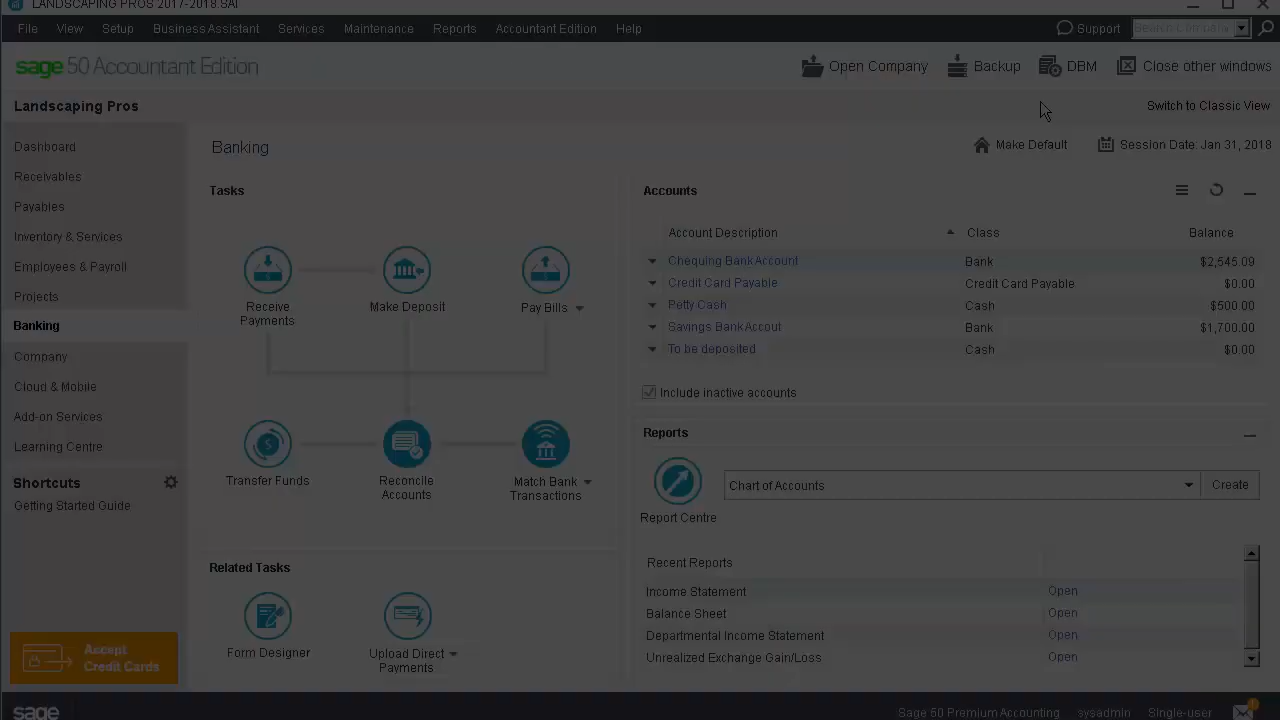 LANDSCAPING PROS 2017-2018.SAI
File View Setup Business Assistant Services Maintenance Reports Accountant Edition Help Support Search Company
sage 50 Accountant Edition Open Company Backup DBM Close other windows
Landscaping Pros Switch to Classic View
Dashboard
Receivables
Payables
Inventory & Services
Employees & Payroll
Projects
Banking
Company
Cloud & Mobile
Add-on Services
Learning Centre
Shortcuts
Getting Started Guide
Accept
Credit Cards
Banking Make Default Session Date: Jan 31, 2018
Tasks
Receive
Payments
Make Deposit
Pay Bills
Transfer Funds
Reconcile
Accounts
Match Bank
Transactions
Related Tasks
Form Designer
Upload Direct
Payments
Accounts
Account Description Class Balance
Chequing Bank Account Bank $2,545.09
Credit Card Payable Credit Card Payable $0.00
Petty Cash Cash $500.00
Savings Bank Accout Bank $1,700.00
To be deposited Cash $0.00
Include inactive accounts
Reports
Report Centre
Chart of Accounts Create
Recent Reports
Income Statement Open
Balance Sheet Open
Departmental Income Statement Open
Unrealized Exchange Gain/Loss Open
sage Sage 50 Premium Accounting sysadmin Single-user